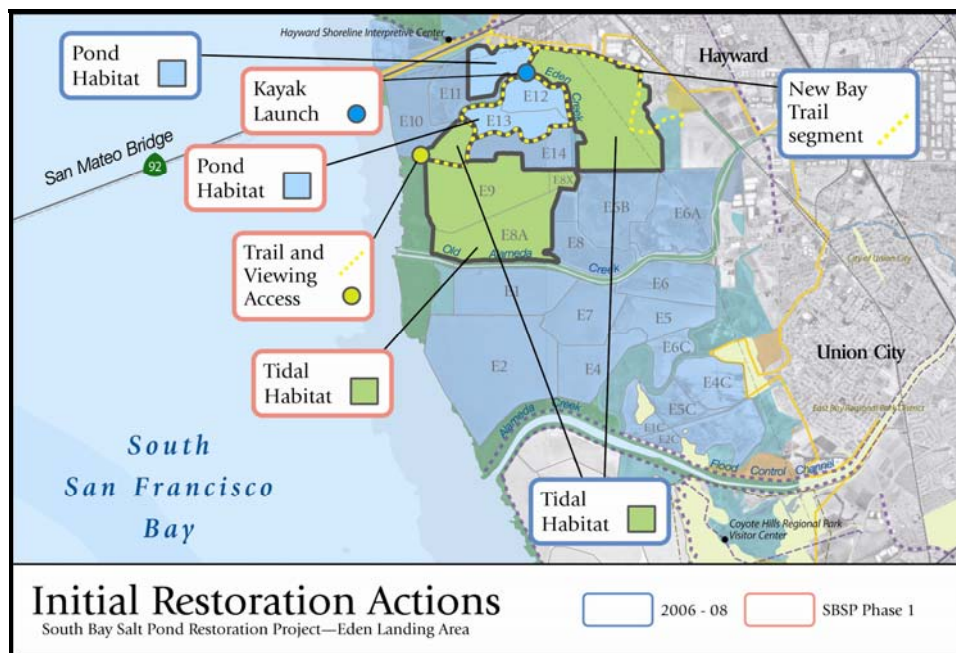 Hayward Shoreline Interpretive Center
Hayward
Pond
Habitat
Kayak
Launch
Eden
Creek
New Bay
Trail
segment
E11
E12
E10
E13
San Mateo Bridge
92
E14
Pond
Habitat
E9
E8X
E6B
E6A
Trail and
Viewing
Access
E8A
E8
Old Alameda
Creek
City of Union City
E1
E6
E7
E5
Tidal
Habitat
E6C
Union City
E2
E4
E4C
Alameda
Creek
E5C
E1C
E2C
East Bay Regional Park District
Flood Control Channel
South
San Francisco
Bay
Tidal
Habitat
Coyote Hills Regional Park
Visitor Center
Initial Restoration Actions
South Bay Salt Pond Restoration Project—Eden Landing Area
2006 - 08
SBSP Phase 1